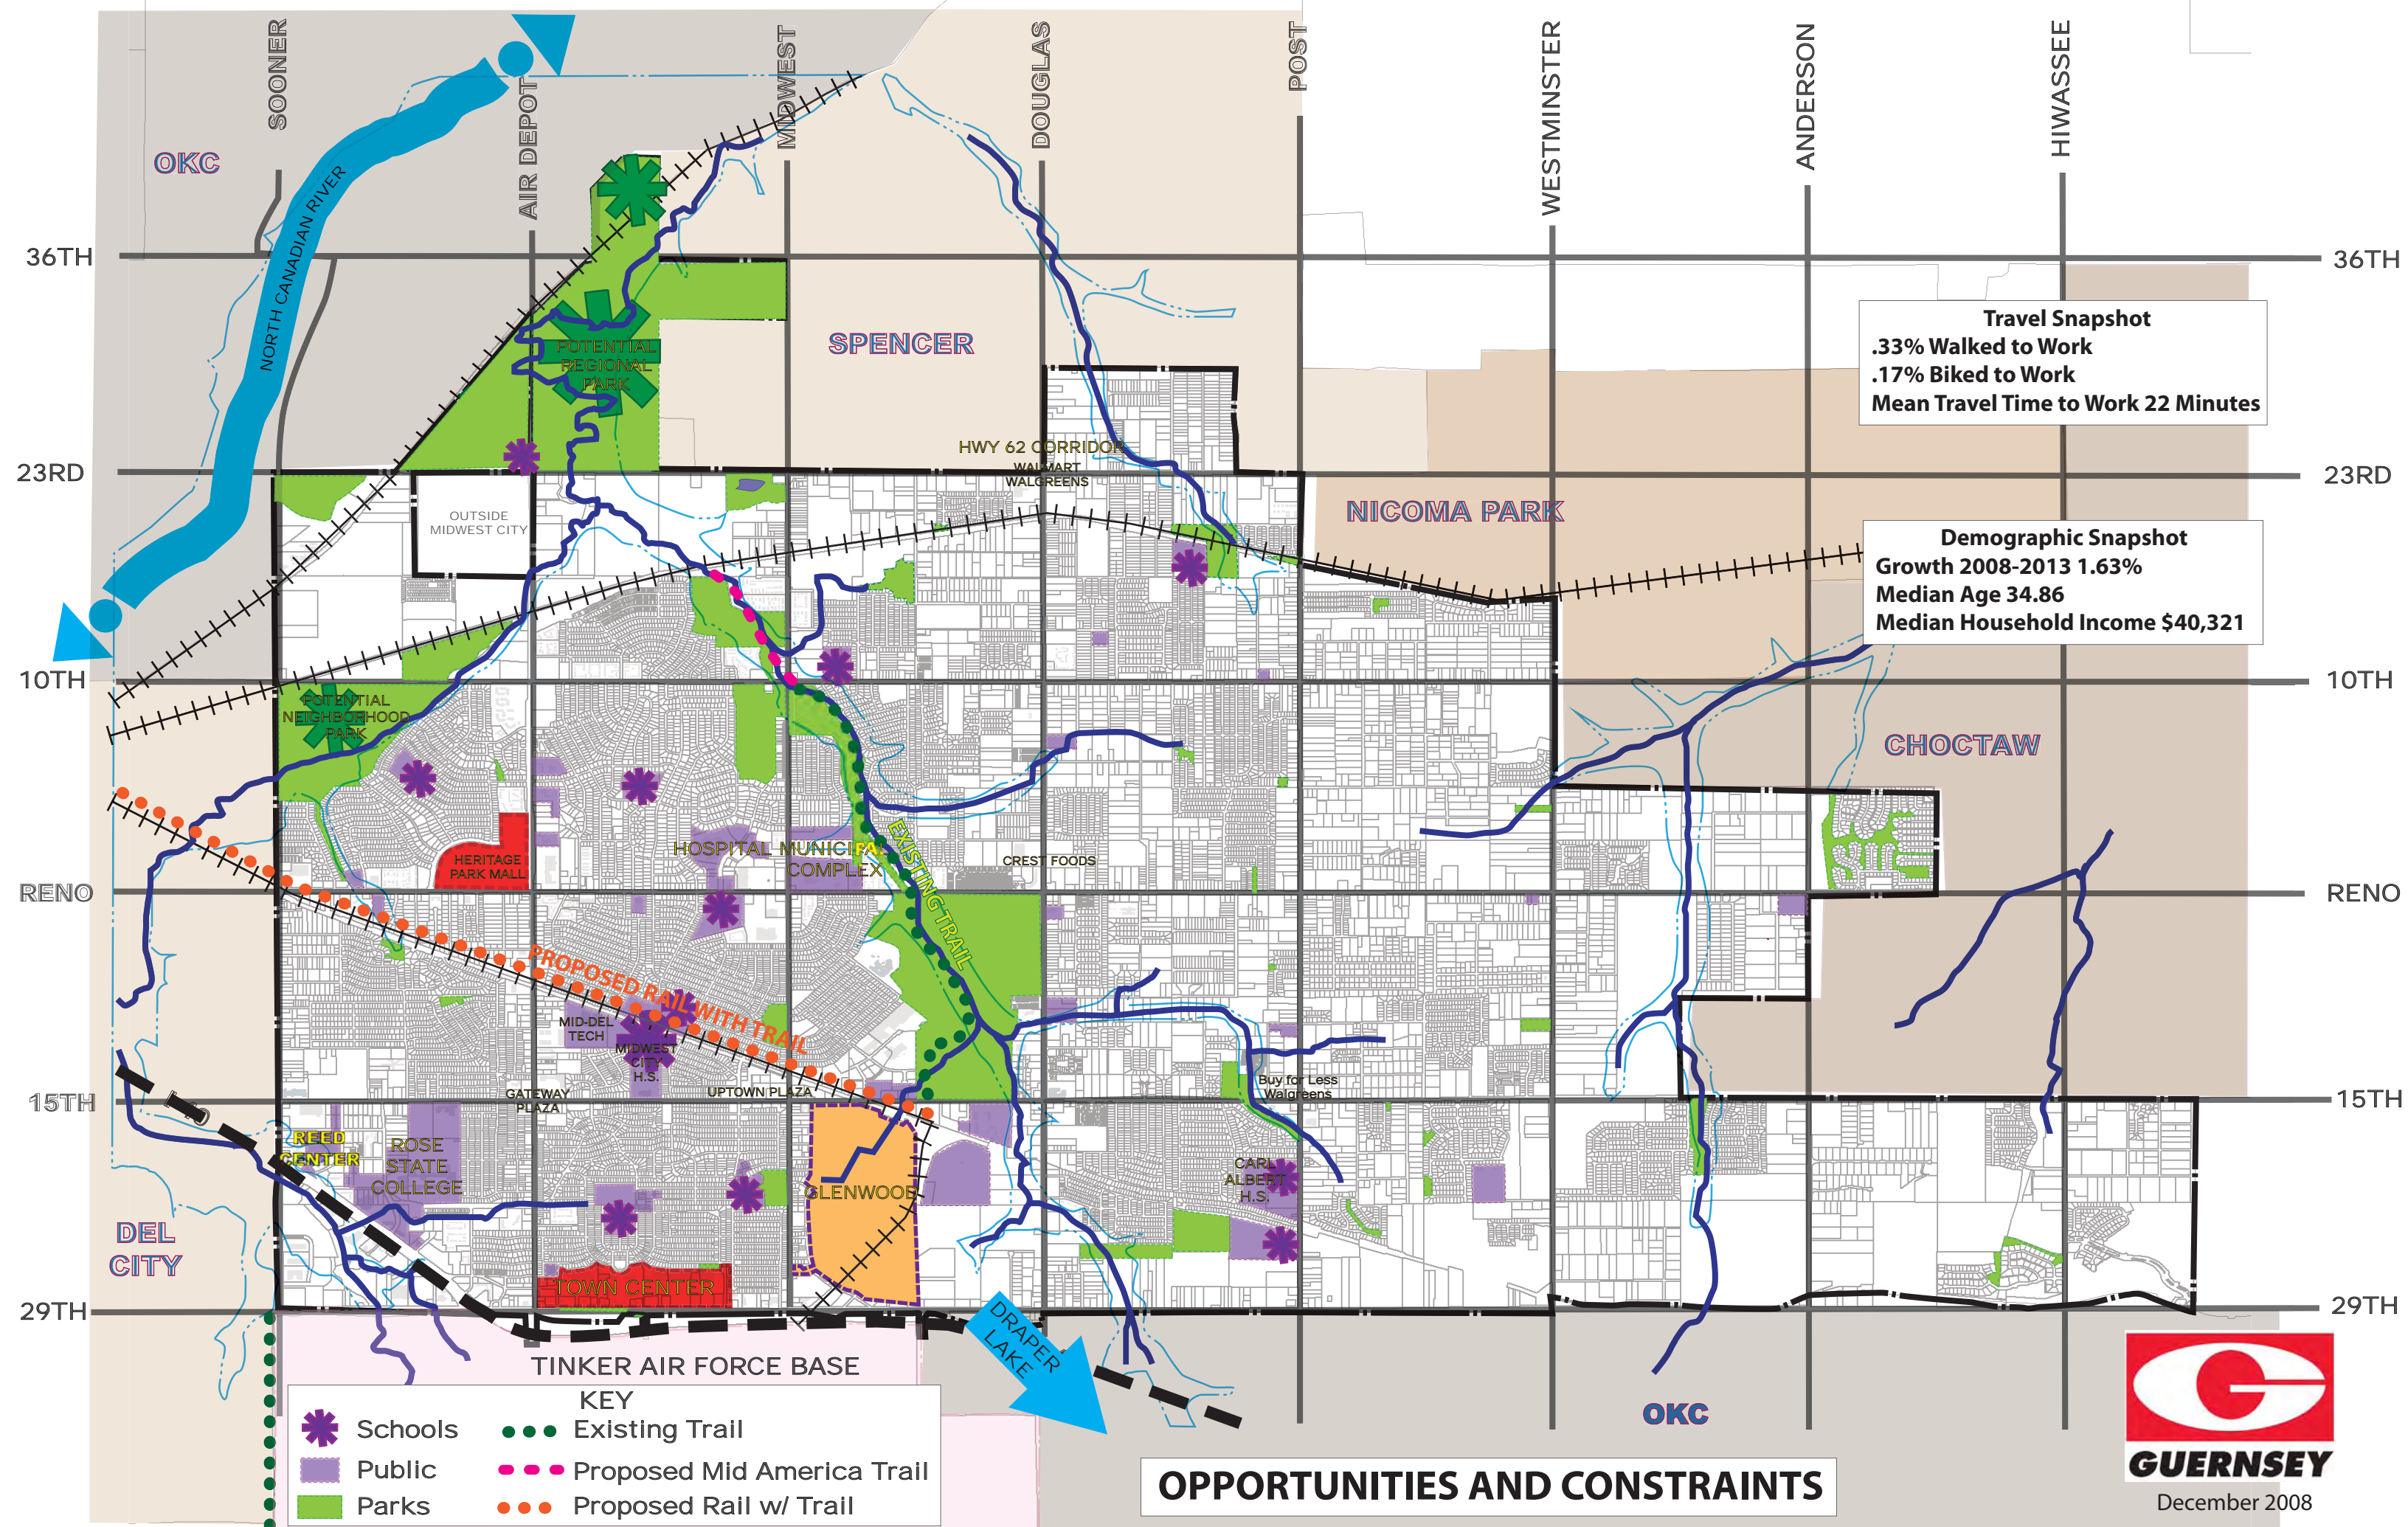 SOONER
AIR DEPOT
MIDWEST
DOUGLAS
POST
WESTMINSTER
ANDERSON
HIWASSEE
OKC
NORTH CANADIAN RIVER
36TH
36TH
Travel Snapshot
.33% Walked to Work
.17% Biked to Work
Mean Travel Time to Work 22 Minutes
SPENCER
POTENTIAL
REGIONAL
PARK
HWY 62 CORRIDOR
WALMART
WALGREENS
23RD
23RD
OUTSIDE
MIDWEST CITY
NICOMA PARK
Demographic Snapshot
Growth 2008-2013 1.63%
Median Age 34.86
Median Household Income $40,321
10TH
10TH
POTENTIAL
NEIGHBORHOOD
PARK
CHOCTAW
HERITAGE
PARK MALL
HOSPITAL MUNICIPAL
COMPLEX
EXISTING TRAIL
CREST FOODS
RENO
RENO
PROPOSED RAIL WITH TRAIL
MID-DEL
TECH
MIDWEST
CITY
H.S.
GATEWAY
PLAZA
UPTOWN PLAZA
Buy for Less
Walgreens
15TH
15TH
REED
CENTER
ROSE
STATE
COLLEGE
GLENWOOD
CARL
ALBERT
H.S.
DEL
CITY
TOWN CENTER
29TH
29TH
DRAPER
LAKE
TINKER AIR FORCE BASE
KEY
Schools
Existing Trail
Public
Proposed Mid America Trail
Parks
Proposed Rail w/ Trail
OKC
OPPORTUNITIES AND CONSTRAINTS
GUERNSEY
December 2008